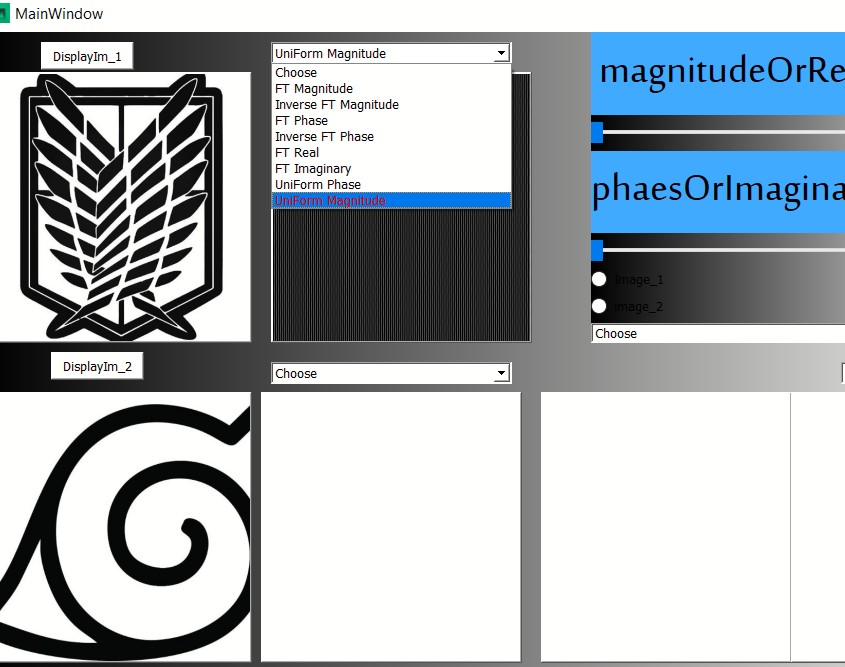 MainWindow
DisplayIm_1
UniForm Magnitude
Choose
FT Magnitude
Inverse FT Magnitude
FT Phase
Inverse FT Phase
FT Real
FT Imaginary
UniForm Phase
UniForm Magnitude
magnitudeOrRe
phaesOrImagina
Image_1
image_2
Choose
DisplayIm_2
Choose